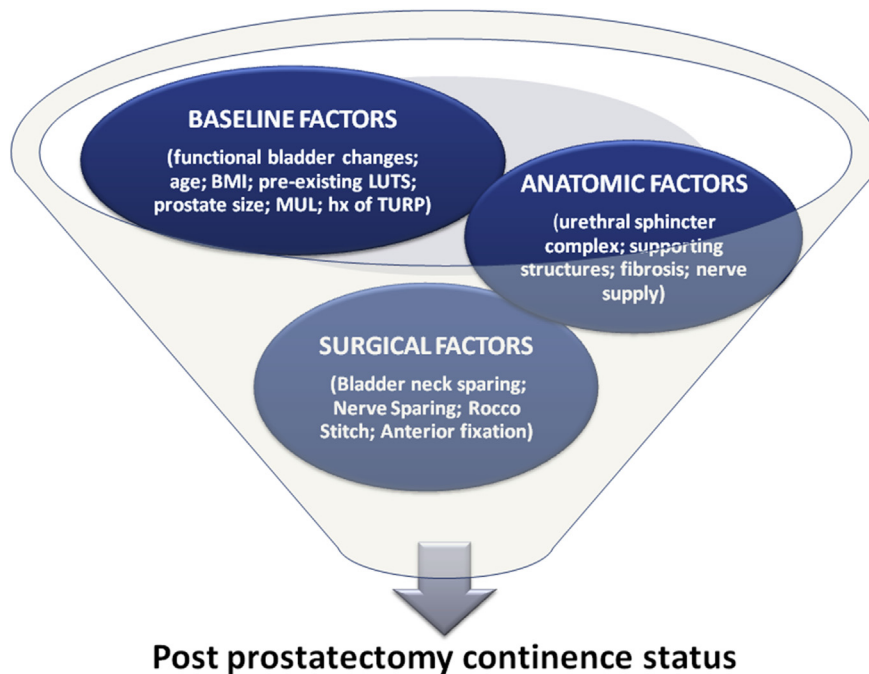 BASELINE FACTORS
(functional bladder changes;
age; BMI; pre-existing LUTS;
prostate size; MUL; hx of TURP)
ANATOMIC FACTORS
(urethral sphincter
complex; supporting
structures; fibrosis; nerve
supply)
SURGICAL FACTORS
(Bladder neck sparing;
Nerve Sparing; Rocco
Stitch; Anterior fixation)
Post prostatectomy continence status